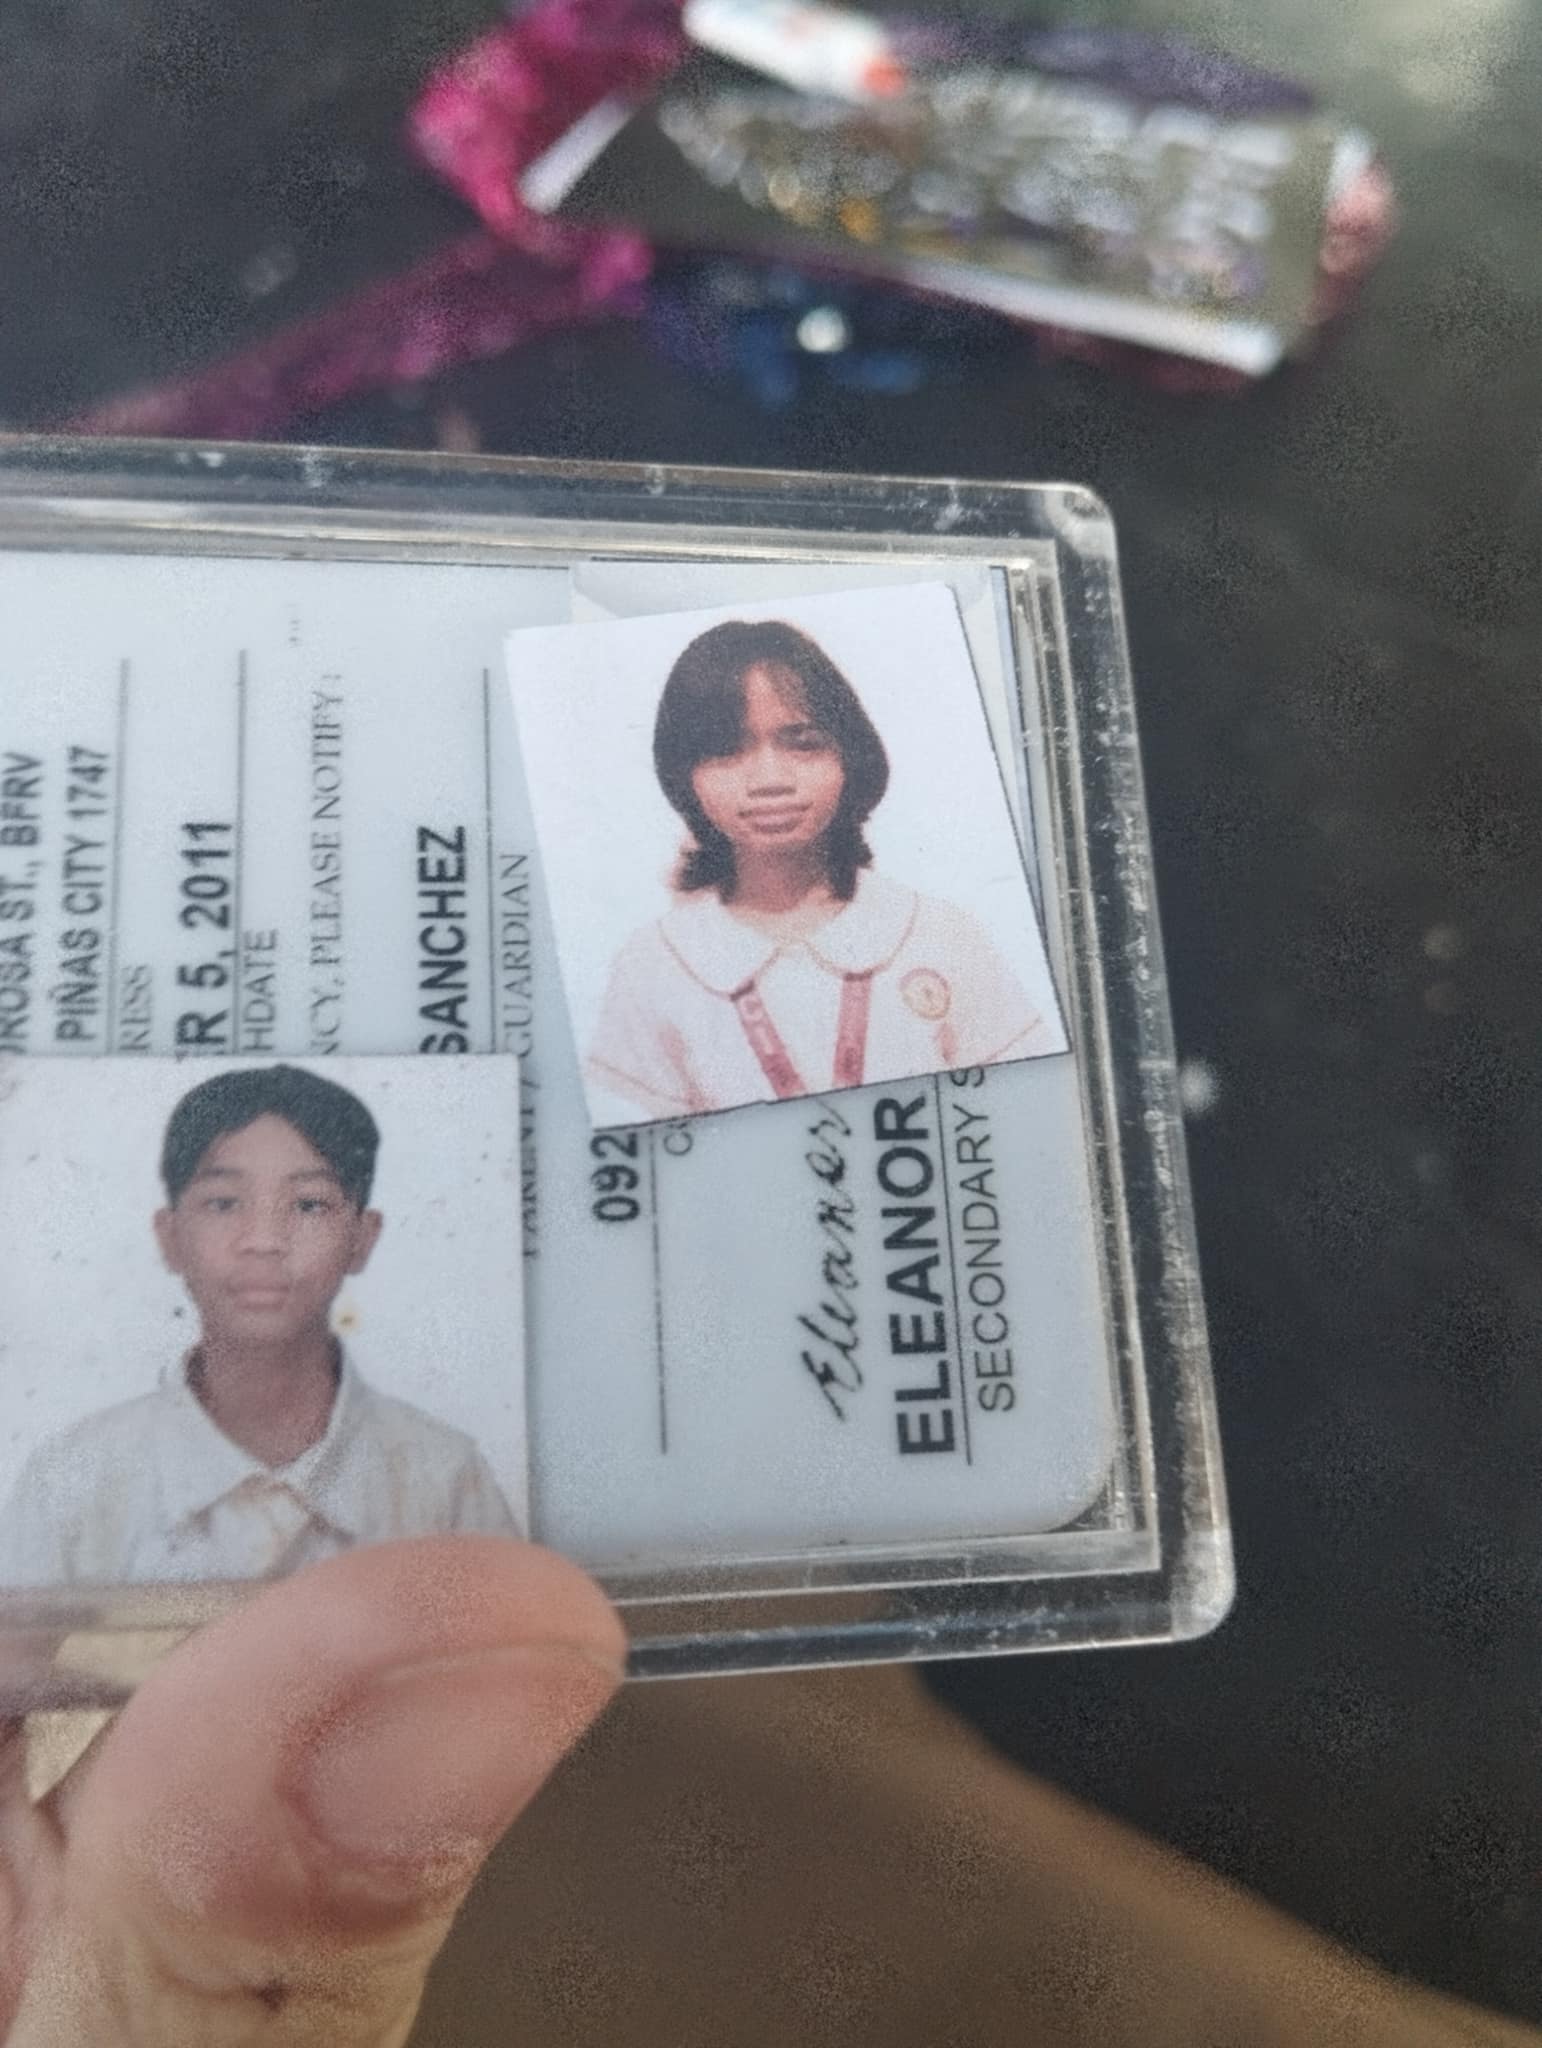 ROSA ST., BFRV
PIÑAS CITY 1747
RESS
ER 5, 2011
HDATE
NCY, PLEASE NOTIFY:
SANCHEZ
PARENT / GUARDIAN
092
Eleanor
ELEANOR
SECONDARY S